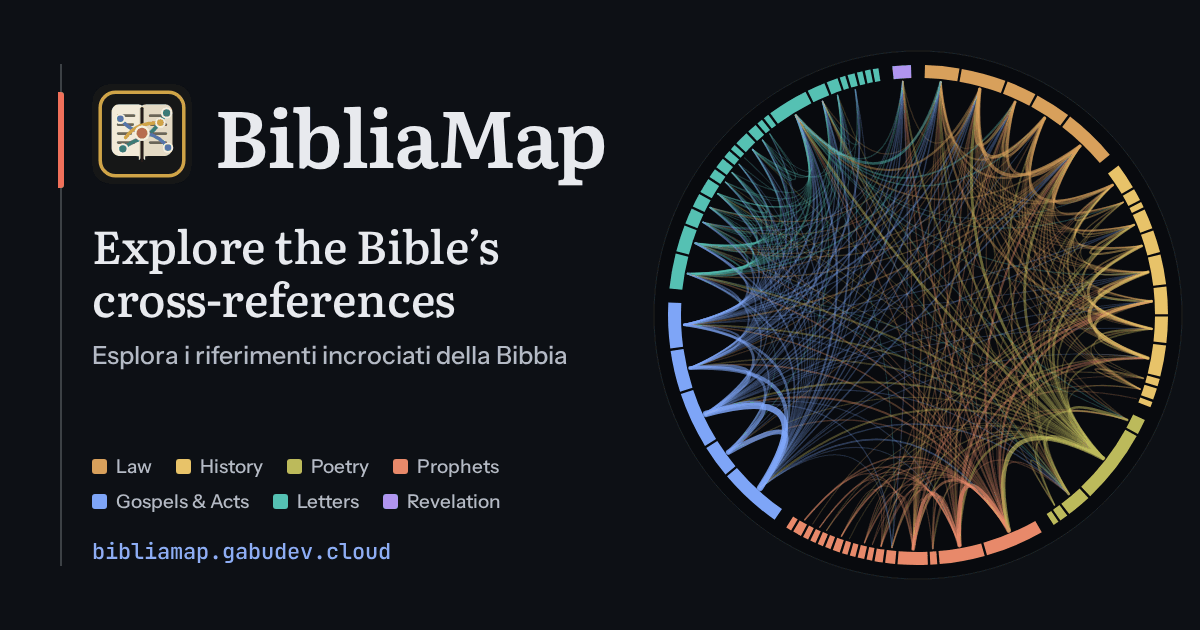 BibliaMap
Explore the Bible’s
cross-references
Esplora i riferimenti incrociati della Bibbia
Law History Poetry Prophets
Gospels & Acts Letters Revelation
bibliamap.gabudev.cloud